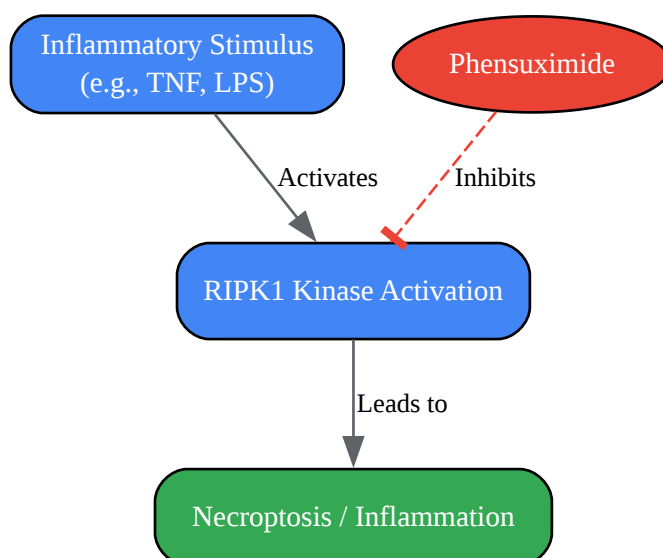 Inflammatory Stimulus
(e.g., TNF, LPS)
Phensuximide
Activates
Inhibits
RIPK1 Kinase Activation
Leads to
Necroptosis / Inflammation